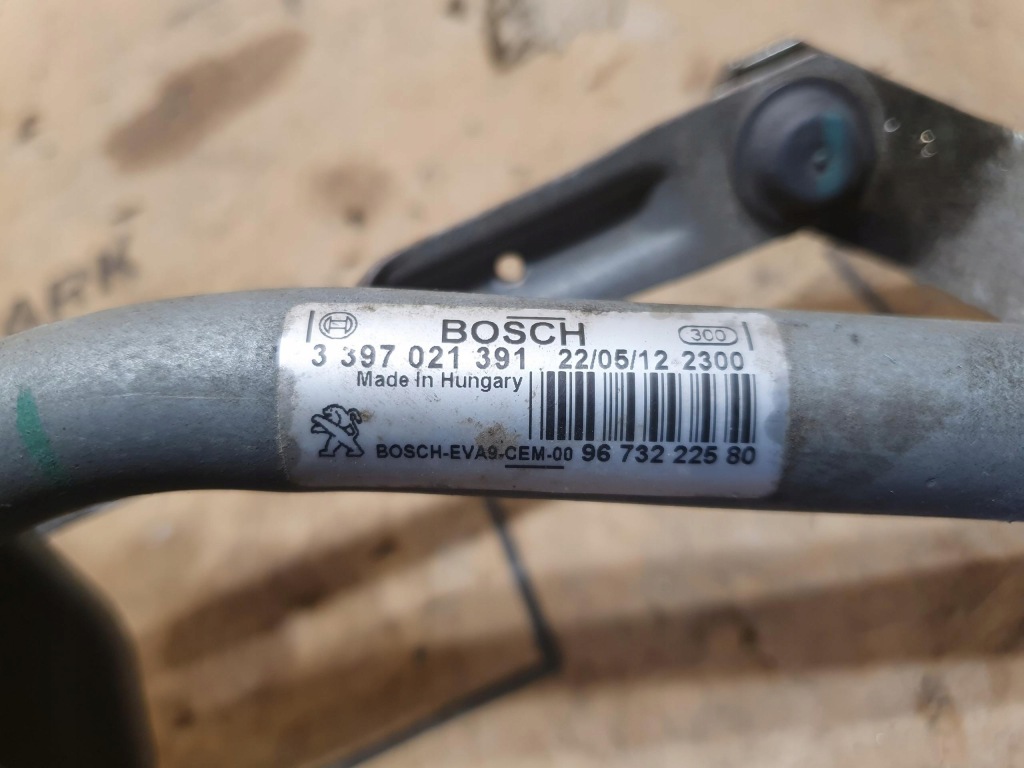 ARK
BOSCH 300
3 397 021 391 22/05/12 2300
Made in Hungary
BOSCH-EVA9-CEM-00 96 732 225 80